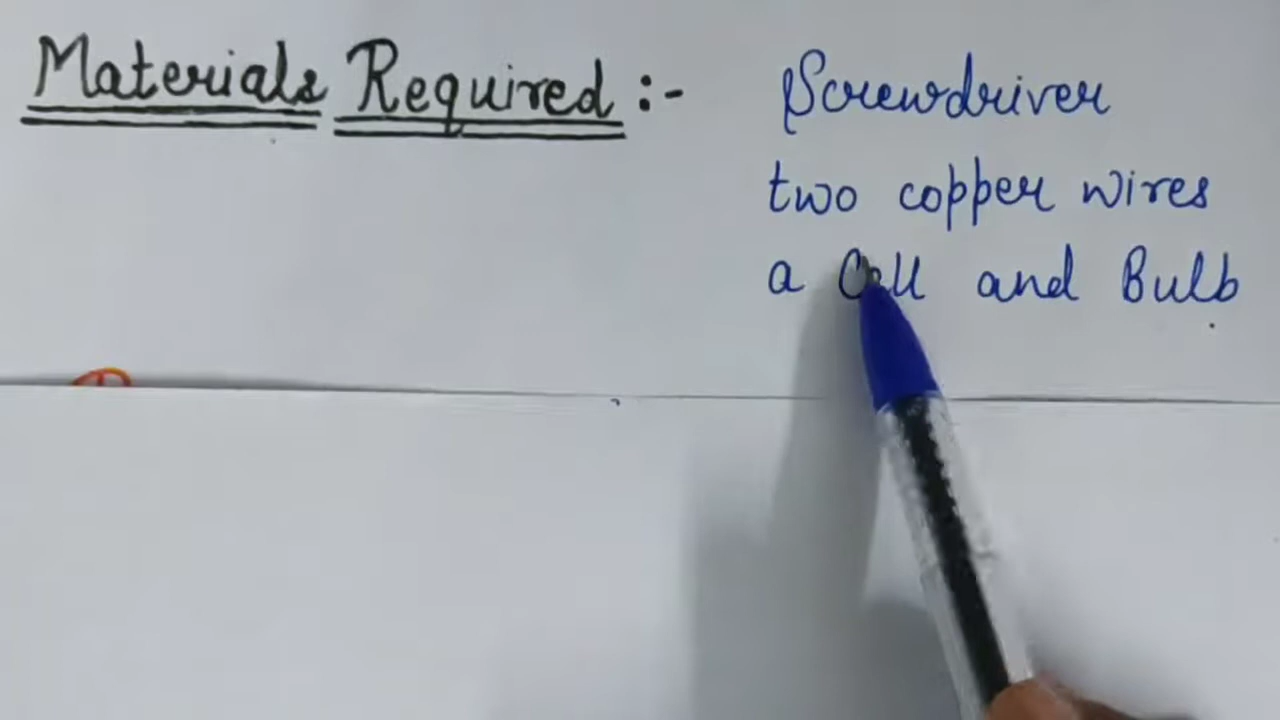 Materials Required :-
Screwdriver
two copper wires
a Cell and Bulb